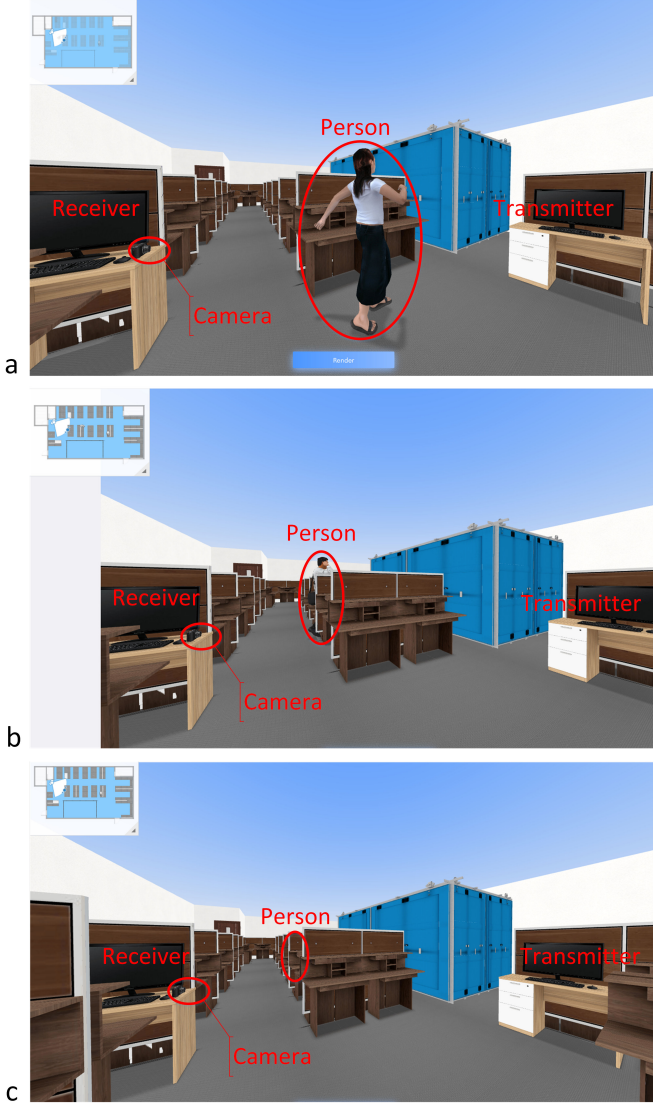 Person
Receiver
Transmitter
Camera
Render
a
Person
Receiver
Transmitter
Camera
b
Person
Receiver
Transmitter
Camera
c